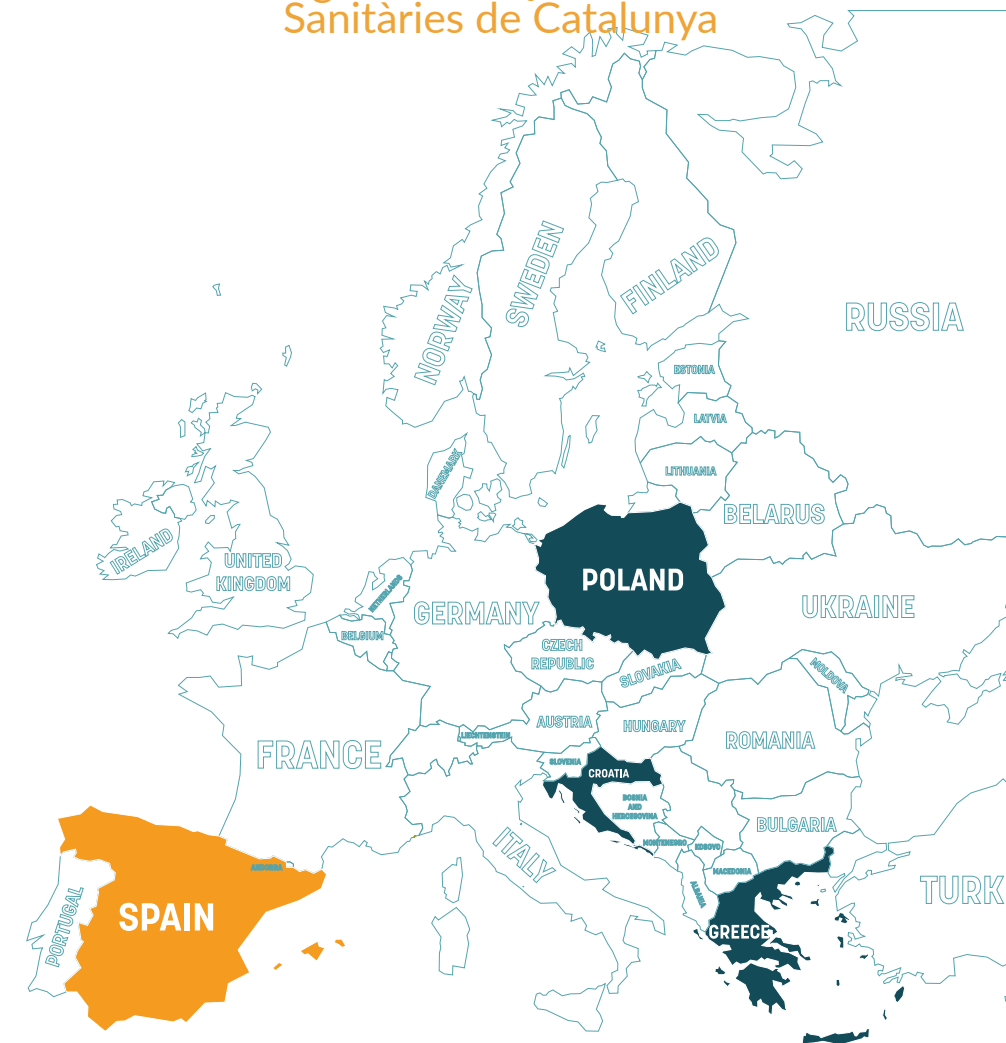 Sanitàries de Catalunya
NORWAY
SWEDEN
FINLAND
RUSSIA
ESTONIA
LATVIA
LITHUANIA
DANEMARK
BELARUS
IRELAND
UNITED
KINGDOM
NETHERLANDS
BELGIUM
GERMANY
POLAND
UKRAINE
CZECH
REPUBLIC
SLOVAKIA
MOLDOVA
AUSTRIA
HUNGARY
LIECHTENSTEIN
ROMANIA
FRANCE
SLOVENIA
CROATIA
BOSNIA
AND
HERCEGOVINA
BULGARIA
MONTENEGRO
KOSOVO
ITALY
ANDORRA
MACEDONIA
ALBANIA
TURK
PORTUGAL
SPAIN
GREECE